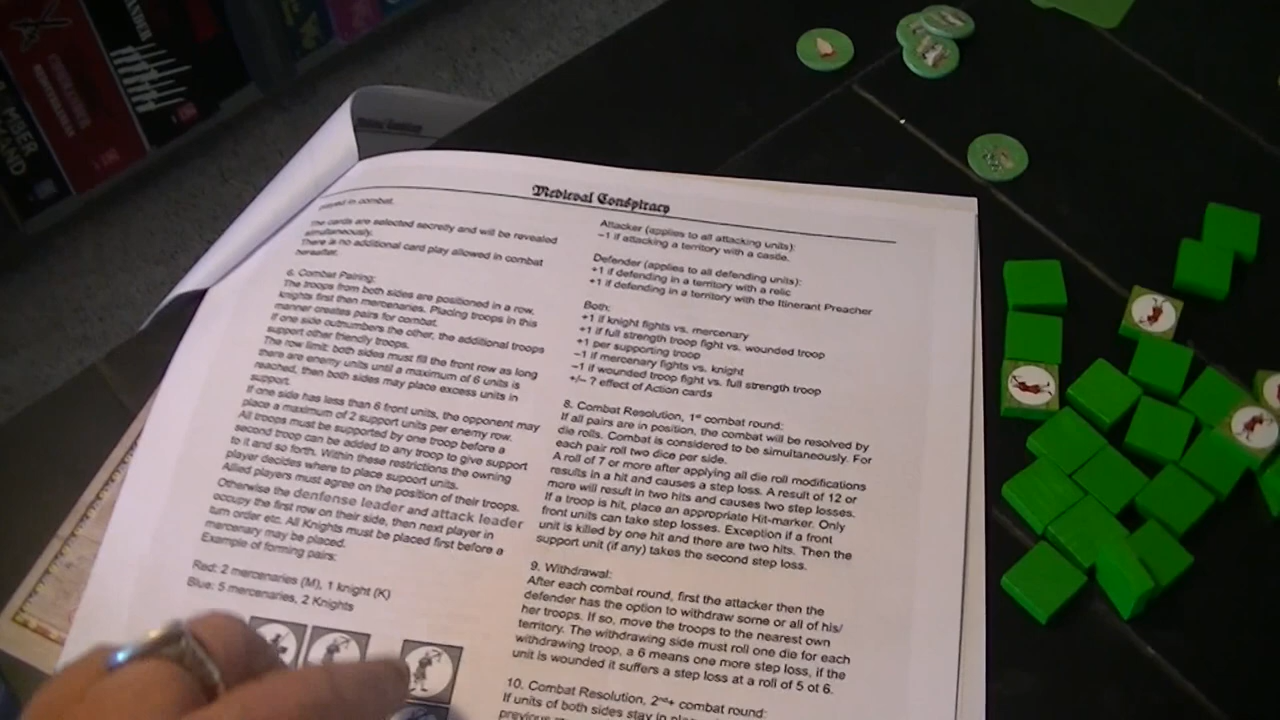 Medieval Conspiracy
played in combat.
The cards are selected secretly and will be revealed
simultaneously.
There is no additional card play allowed in combat
hereafter.
6. Combat Pairing:
The troops from both sides are positioned in a row,
knights first then mercenaries. Placing troops in this
manner creates pairs for combat.
If one side outnumbers the other, the additional troops
support other friendly troops.
The row limit: both sides must fill the front row as long
there are enemy units until a maximum of 6 units is
reached, then both sides may place excess units in
support.
If one side has less than 6 front units, the opponent may
place a maximum of 2 support units per enemy row.
All troops must be supported by one troop before a
second troop can be added to any troop to give support
to it and so forth. Within these restrictions the owning
player decides where to place support units.
Allied players must agree on the position of their troops.
Otherwise the denfense leader and attack leader
occupy the first row on their side, then next player in
turn order etc. All Knights must be placed first before a
mercenary may be placed.
Example of forming pairs:
Red: 2 mercenaries (M), 1 knight (K)
Blue: 5 mercenaries, 2 Knights
Attacker (applies to all attacking units):
–1 if attacking a territory with a castle.
Defender (applies to all defending units):
+1 if defending in a territory with a relic
+1 if defending in a territory with the Itinerant Preacher
Both:
+1 if knight fights vs. mercenary
+1 if full strength troop fight vs. wounded troop
+1 per supporting troop
–1 if mercenary fights vs. knight
–1 if wounded troop fight vs. full strength troop
+/– ? effect of Action cards
8. Combat Resolution, 1st combat round:
If all pairs are in position, the combat will be resolved by
die rolls. Combat is considered to be simultaneously. For
each pair roll two dice per side.
A roll of 7 or more after applying all die roll modifications
results in a hit and causes a step loss. A result of 12 or
more will result in two hits and causes two step losses.
If a troop is hit, place an appropriate Hit-marker. Only
front units can take step losses. Exception if a front
unit is killed by one hit and there are two hits. Then the
support unit (if any) takes the second step loss.
9. Withdrawal:
After each combat round, first the attacker then the
defender has the option to withdraw some or all of his/
her troops. If so, move the troops to the nearest own
territory. The withdrawing side must roll one die for each
withdrawing troop, a 6 means one more step loss, if the
unit is wounded it suffers a step loss at a roll of 5 ot 6.
10. Combat Resolution, 2nd+ combat round:
If units of both sides stay in
previous